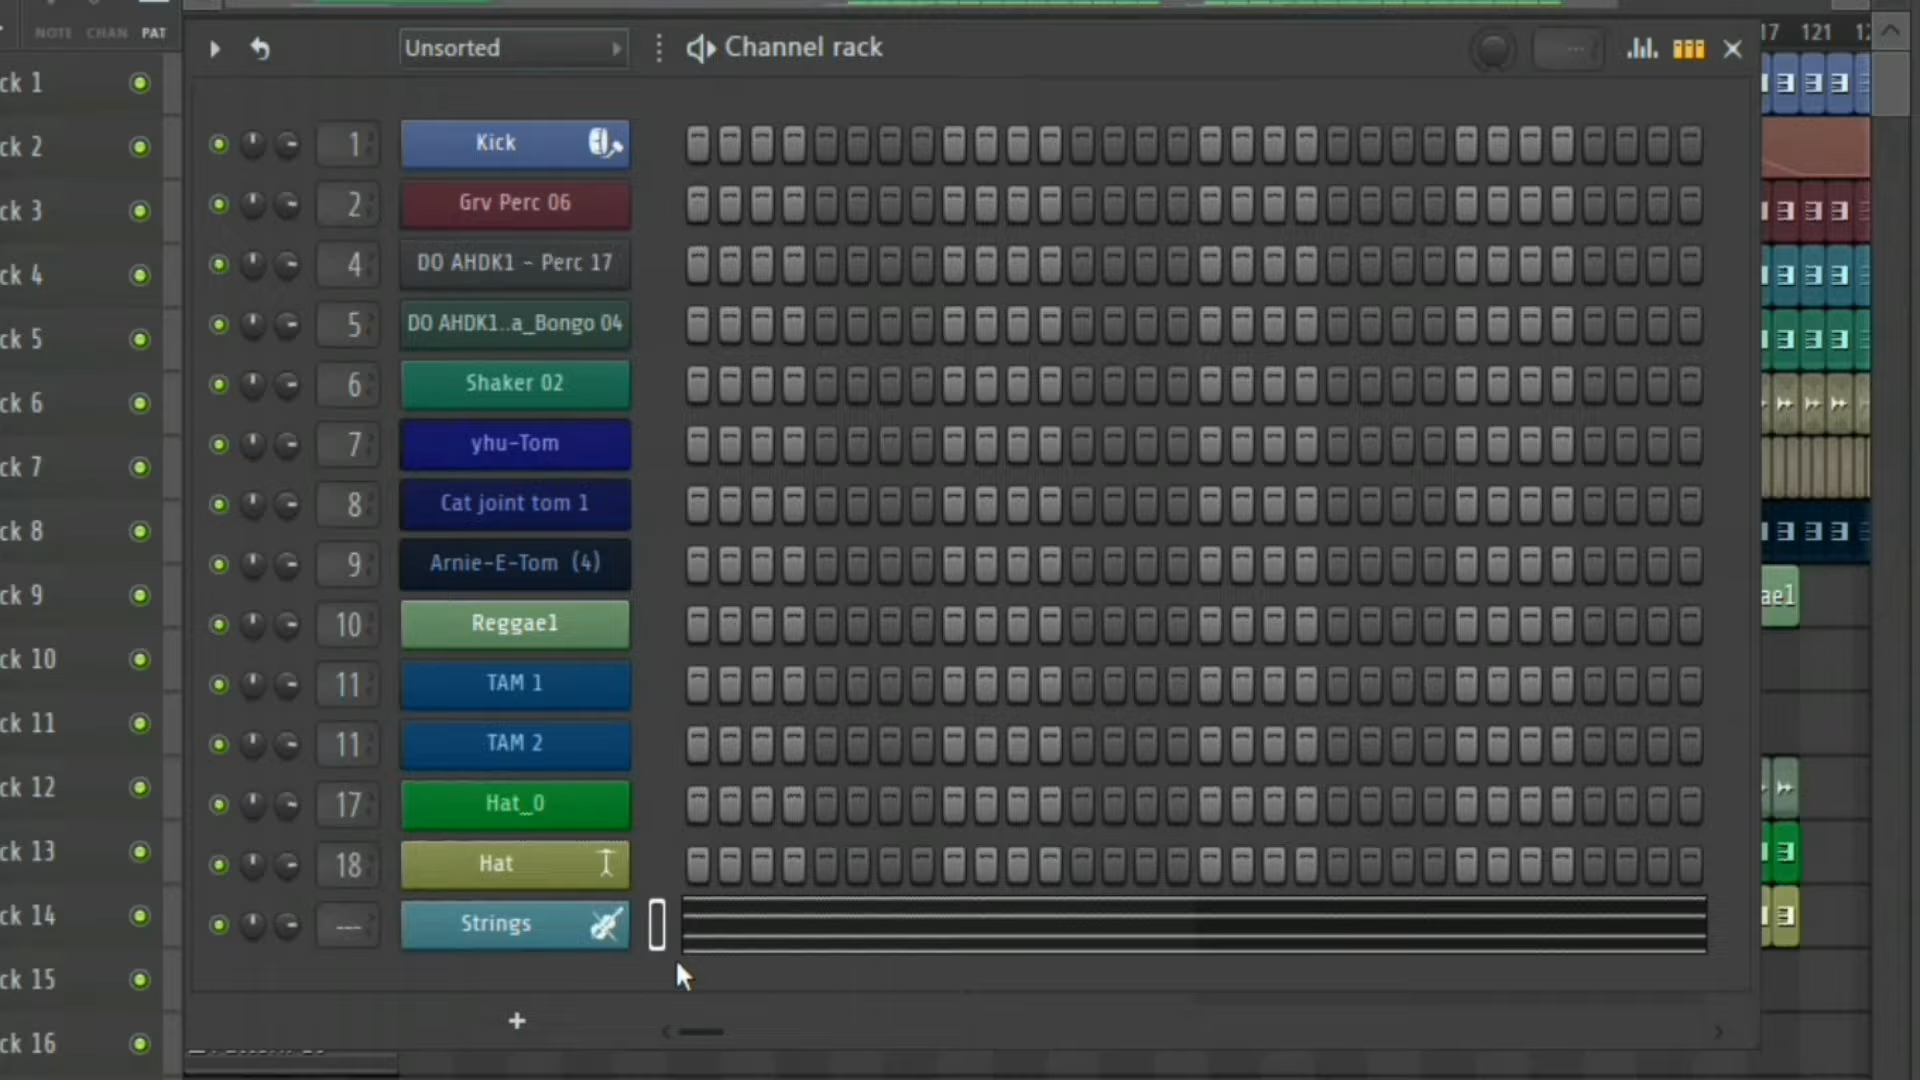 NOTE CHAN PAT
Unsorted
Channel rack
17 121 12
ck 1
ck 2
ck 3
ck 4
ck 5
ck 6
ck 7
ck 8
ck 9
ck 10
ck 11
ck 12
ck 13
ck 14
ck 15
ck 16
1 Kick
2 Grv Perc 06
4 DO AHDK1 - Perc 17
5 DO AHDK1..a_Bongo 04
6 Shaker 02
7 yhu-Tom
8 Cat joint tom 1
9 Arnie-E-Tom (4)
10 Reggae1
11 TAM 1
11 TAM 2
17 Hat_0
18 Hat
--- Strings
+
ae1